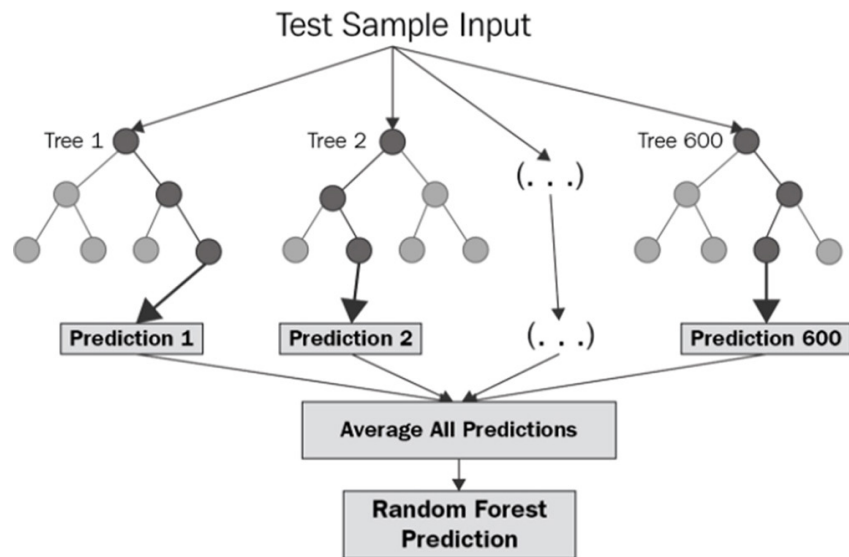 Test Sample Input
Tree 1
Tree 2
Tree 600
(. . .)
Prediction 1
Prediction 2
(. . .)
Prediction 600
Average All Predictions
Random Forest
Prediction